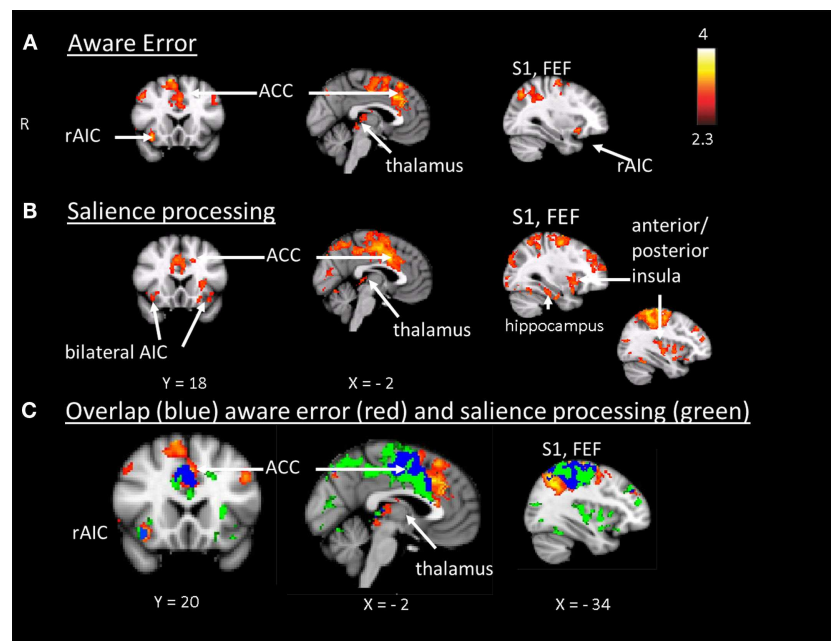 A Aware Error
4
S1, FEF
ACC
R
rAIC
2.3
thalamus
rAIC
B Salience processing
S1, FEF
anterior/
posterior
insula
ACC
thalamus
hippocampus
bilateral AIC
Y = 18
X = - 2
C Overlap (blue) aware error (red) and salience processing (green)
S1, FEF
ACC
rAIC
thalamus
Y = 20
X = - 2
X = - 34